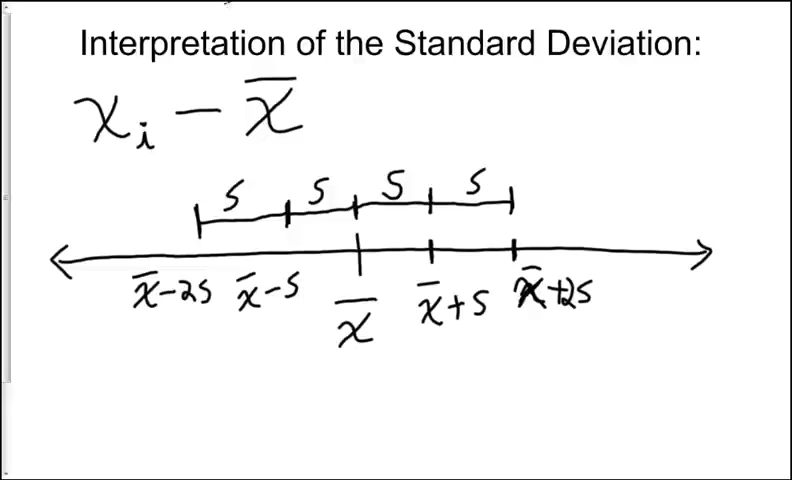 Interpretation of the Standard Deviation:
xᵢ − x̄
s s s s
x̄−2s x̄−s x̄ x̄+s x̄+2s